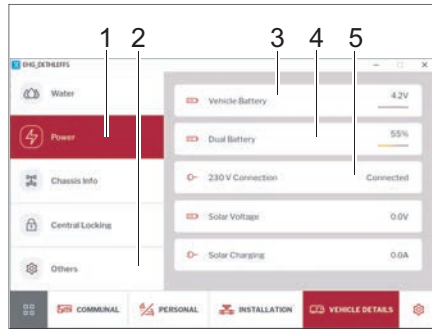 1 2 3 4 5
EHG_DETHLEFFS
Water
Power
Chassis Info
Central Locking
Others
Vehicle Battery 4.2V
Dual Battery 55%
230 V Connection Connected
Solar Voltage 0.0V
Solar Charging 0.0A
COMMUNAL PERSONAL INSTALLATION VEHICLE DETAILS